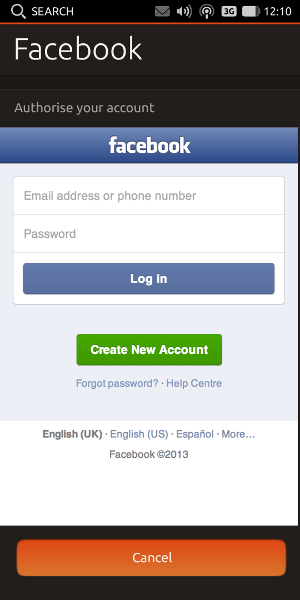 SEARCH 3G 12:10
Facebook
Authorise your account
facebook
Email address or phone number
Password
Log in
Create New Account
Forgot password? · Help Centre
English (UK) · English (US) · Español · More…
Facebook ©2013
Cancel